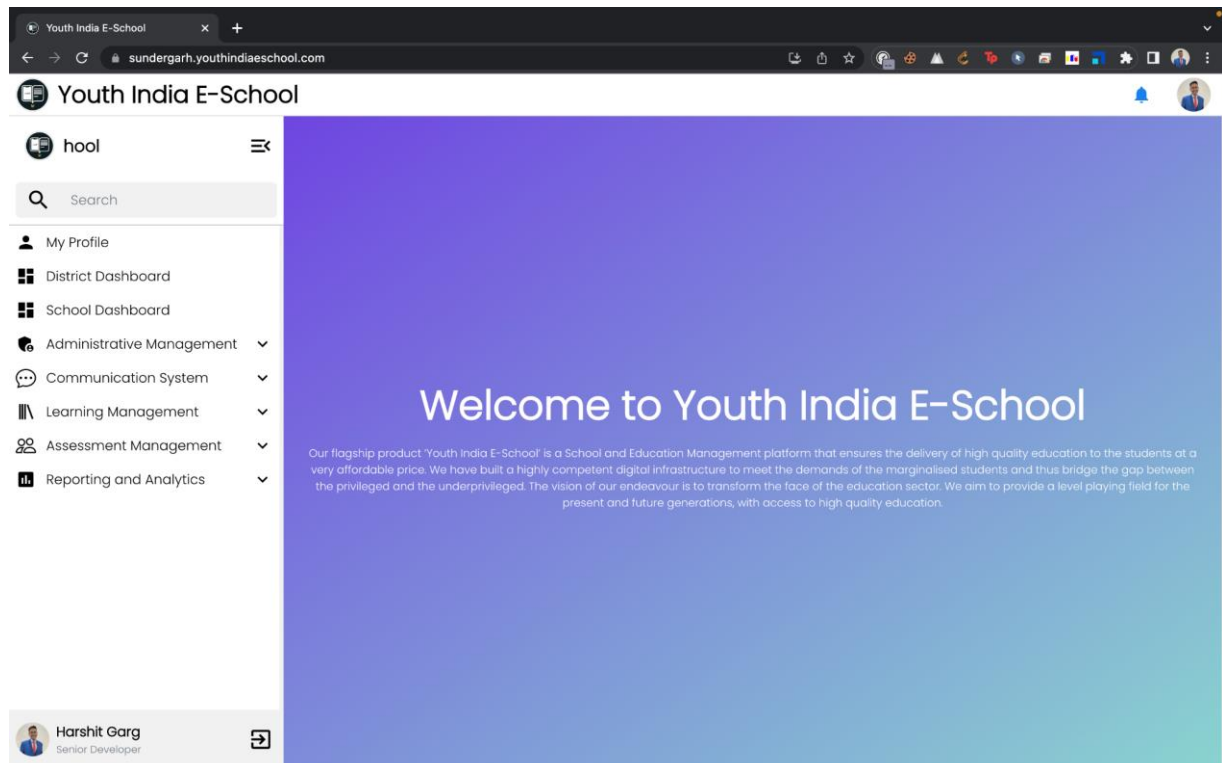 Youth India E-School
sundergarh.youthindiaeschool.com
Youth India E-School
hool
Search
My Profile
District Dashboard
School Dashboard
Administrative Management
Communication System
Learning Management
Assessment Management
Reporting and Analytics
Harshit Garg
Senior Developer
Welcome to Youth India E-School
Our flagship product 'Youth India E-School' is a School and Education Management platform that ensures the delivery of high quality education to the students at a
very affordable price. We have built a highly competent digital infrastructure to meet the demands of the marginalised students and thus bridge the gap between
the privileged and the underprivileged. The vision of our endeavour is to transform the face of the education sector. We aim to provide a level playing field for the
present and future generations, with access to high quality education.